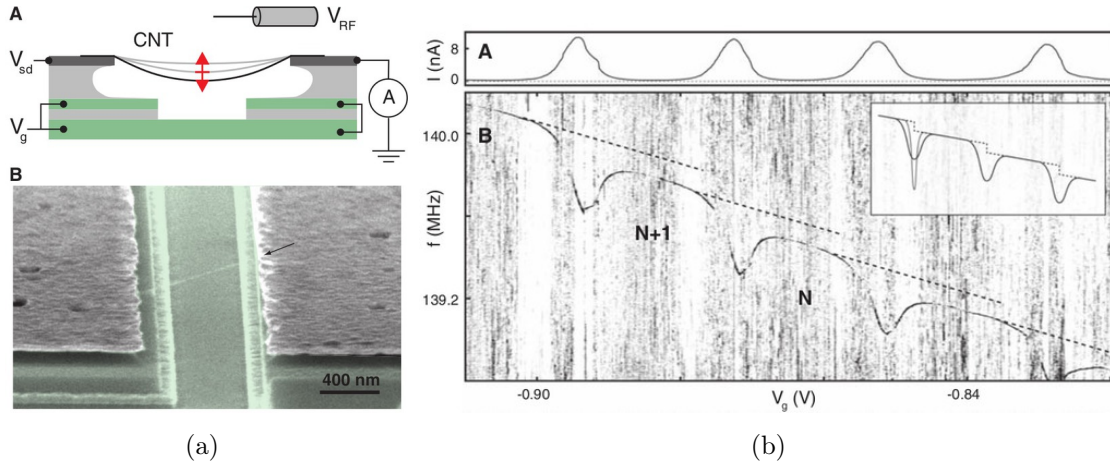 A
V_RF
CNT
V_sd
A
V_g
B
400 nm
(a)
A
I (nA)
8
0
B
140.0
f (MHz)
N+1
N
139.2
-0.90
V_g (V)
-0.84
(b)